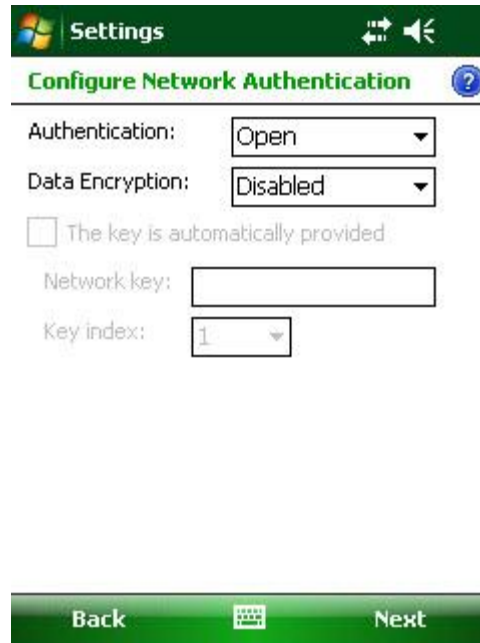 Settings
Configure Network Authentication ?
Authentication: Open
Data Encryption: Disabled
The key is automatically provided
Network key:
Key index: 1
Back Next